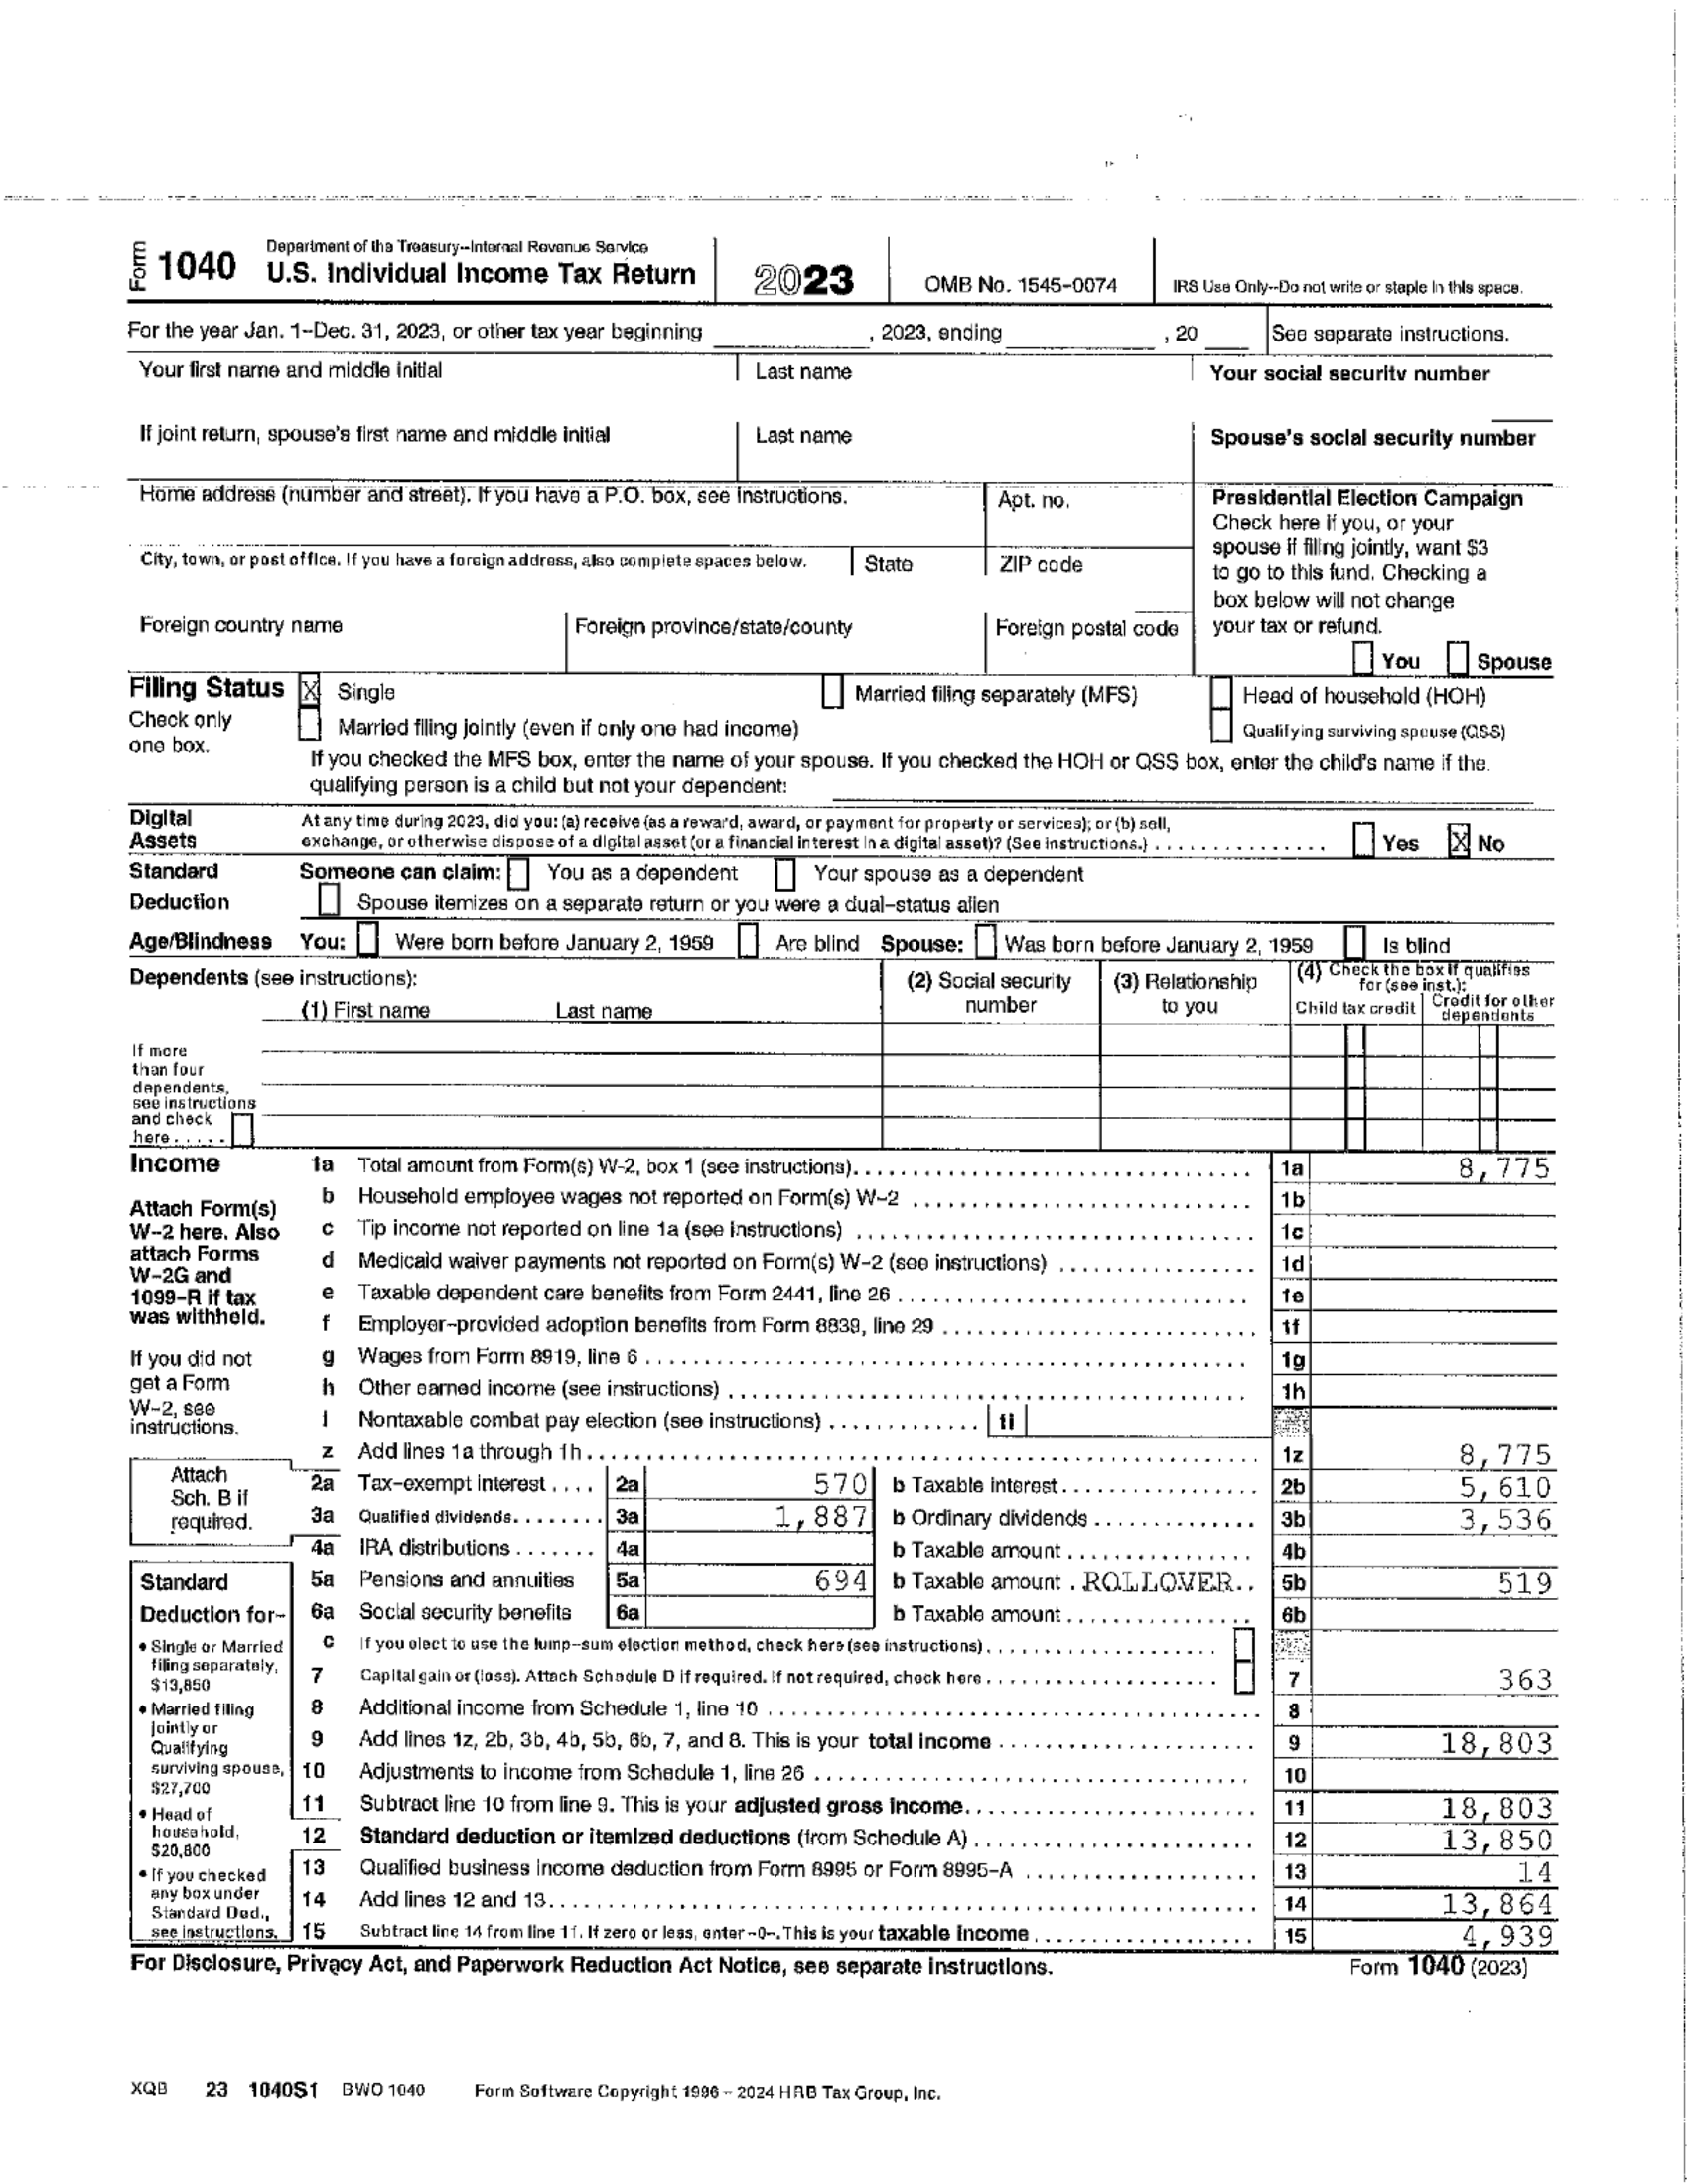 Form 1040 Department of the Treasury--Internal Revenue Service
U.S. Individual Income Tax Return 2023 OMB No. 1545-0074 IRS Use Only--Do not write or staple in this space.
For the year Jan. 1-Dec. 31, 2023, or other tax year beginning , 2023, ending , 20 See separate instructions.
Your first name and middle initial Last name Your social security number
If joint return, spouse's first name and middle initial Last name Spouse's social security number
Home address (number and street). If you have a P.O. box, see instructions. Apt. no.
City, town, or post office. If you have a foreign address, also complete spaces below. State ZIP code
Foreign country name Foreign province/state/county Foreign postal code
Presidential Election Campaign
Check here if you, or your
spouse if filing jointly, want $3
to go to this fund. Checking a
box below will not change
your tax or refund.
You Spouse
Filing Status X Single Married filing separately (MFS) Head of household (HOH)
Check only
one box.
Married filing jointly (even if only one had income) Qualifying surviving spouse (QSS)
If you checked the MFS box, enter the name of your spouse. If you checked the HOH or QSS box, enter the child's name if the
qualifying person is a child but not your dependent:
Digital
Assets
At any time during 2023, did you: (a) receive (as a reward, award, or payment for property or services); or (b) sell,
exchange, or otherwise dispose of a digital asset (or a financial interest in a digital asset)? (See instructions.) Yes X No
Standard
Deduction
Someone can claim: You as a dependent Your spouse as a dependent
Spouse itemizes on a separate return or you were a dual-status alien
Age/Blindness You: Were born before January 2, 1959 Are blind Spouse: Was born before January 2, 1959 Is blind
Dependents (see instructions):
(1) First name Last name
(2) Social security
number
(3) Relationship
to you
(4) Check the box if qualifies
for (see inst.):
Child tax credit Credit for other
dependents
If more
than four
dependents,
see instructions
and check
here .....
Income
Attach Form(s)
W-2 here. Also
attach Forms
W-2G and
1099-R if tax
was withheld.
If you did not
get a Form
W-2, see
instructions.
1a Total amount from Form(s) W-2, box 1 (see instructions) 1a 8,775
b Household employee wages not reported on Form(s) W-2 1b
c Tip income not reported on line 1a (see instructions) 1c
d Medicaid waiver payments not reported on Form(s) W-2 (see instructions) 1d
e Taxable dependent care benefits from Form 2441, line 26 1e
f Employer-provided adoption benefits from Form 8839, line 29 1f
g Wages from Form 8919, line 6 1g
h Other earned income (see instructions) 1h
i Nontaxable combat pay election (see instructions) 1i
z Add lines 1a through 1h 1z 8,775
Attach
Sch. B if
required.
2a Tax-exempt interest 2a 570 b Taxable interest 2b 5,610
3a Qualified dividends 3a 1,887 b Ordinary dividends 3b 3,536
4a IRA distributions 4a b Taxable amount 4b
5a Pensions and annuities 5a 694 b Taxable amount . ROLLOVER.. 5b 519
6a Social security benefits 6a b Taxable amount 6b
Standard
Deduction for-
• Single or Married
filing separately,
$13,850
• Married filing
jointly or
Qualifying
surviving spouse,
$27,700
• Head of
household,
$20,800
• If you checked
any box under
Standard Ded.,
see instructions.
c If you elect to use the lump-sum election method, check here (see instructions)
7 Capital gain or (loss). Attach Schedule D if required. If not required, check here 7 363
8 Additional income from Schedule 1, line 10 8
9 Add lines 1z, 2b, 3b, 4b, 5b, 6b, 7, and 8. This is your total income 9 18,803
10 Adjustments to income from Schedule 1, line 26 10
11 Subtract line 10 from line 9. This is your adjusted gross income. 11 18,803
12 Standard deduction or itemized deductions (from Schedule A) 12 13,850
13 Qualified business income deduction from Form 8995 or Form 8995-A 13 14
14 Add lines 12 and 13 14 13,864
15 Subtract line 14 from line 11. If zero or less, enter -0-. This is your taxable income 15 4,939
For Disclosure, Privacy Act, and Paperwork Reduction Act Notice, see separate instructions. Form 1040 (2023)
XQB 23 1040S1 BWO 1040 Form Software Copyright 1996 - 2024 HRB Tax Group, Inc.